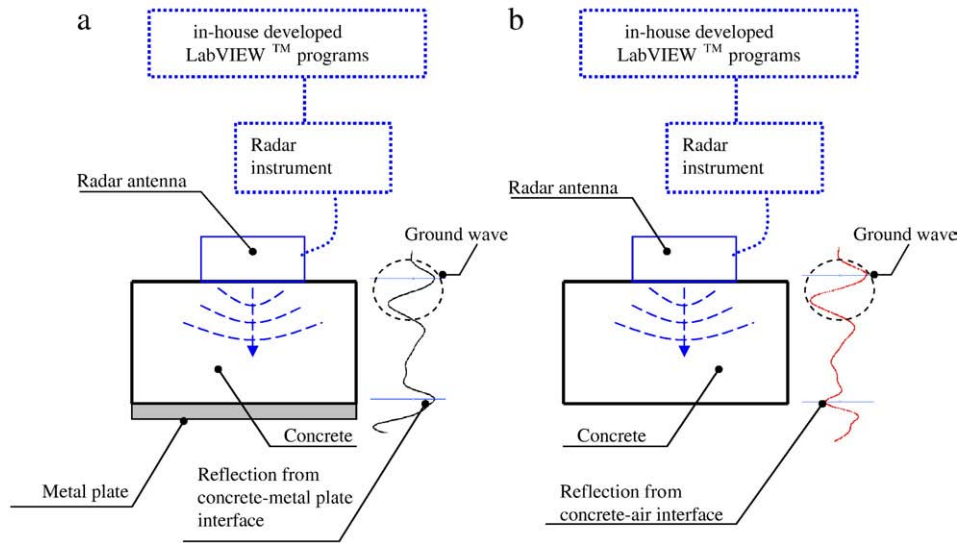 a
in-house developed
LabVIEW ™ programs
Radar
instrument
Radar antenna
Ground wave
Concrete
Metal plate
Reflection from
concrete-metal plate
interface
b
in-house developed
LabVIEW ™ programs
Radar
instrument
Radar antenna
Ground wave
Concrete
Reflection from
concrete-air interface